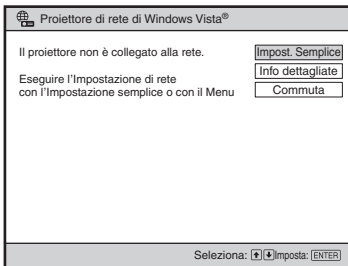 Proiettore di rete di Windows Vista®
Il proiettore non è collegato alla rete.
Impost. Semplice
Eseguire l'Impostazione di rete
con l'Impostazione semplice o con il Menu
Info dettagliate
Commuta
Seleziona: ↑ ↓ Imposta: ENTER